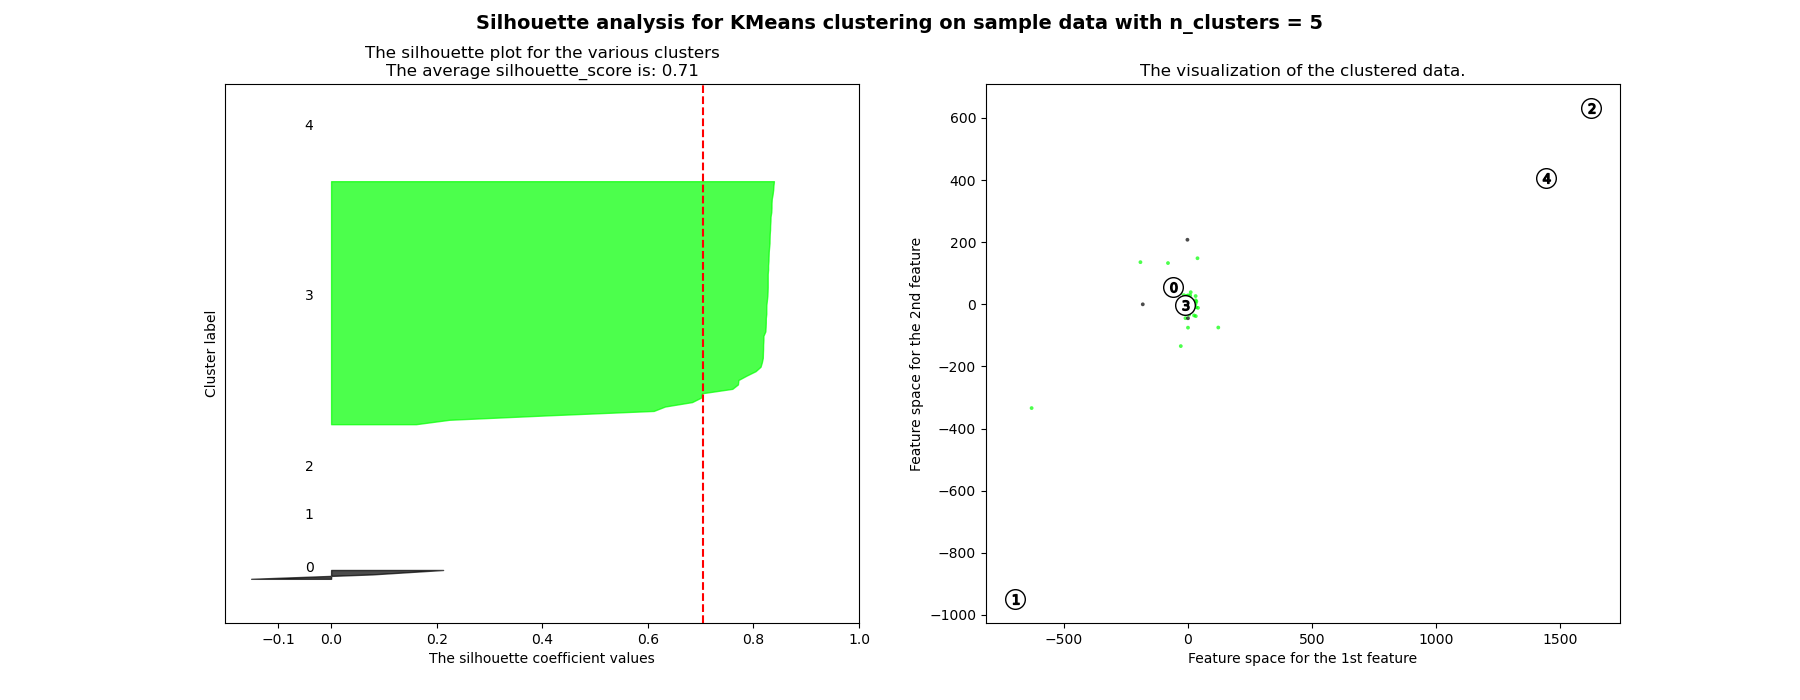 Silhouette analysis for KMeans clustering on sample data with n_clusters = 5
The silhouette plot for the various clusters
The average silhouette_score is: 0.71
Cluster label
4
3
2
1
0
−0.1 0.0 0.2 0.4 0.6 0.8 1.0
The silhouette coefficient values
The visualization of the clustered data.
Feature space for the 2nd feature
600
400
200
0
−200
−400
−600
−800
−1000
2
4
0
3
1
−500 0 500 1000 1500
Feature space for the 1st feature